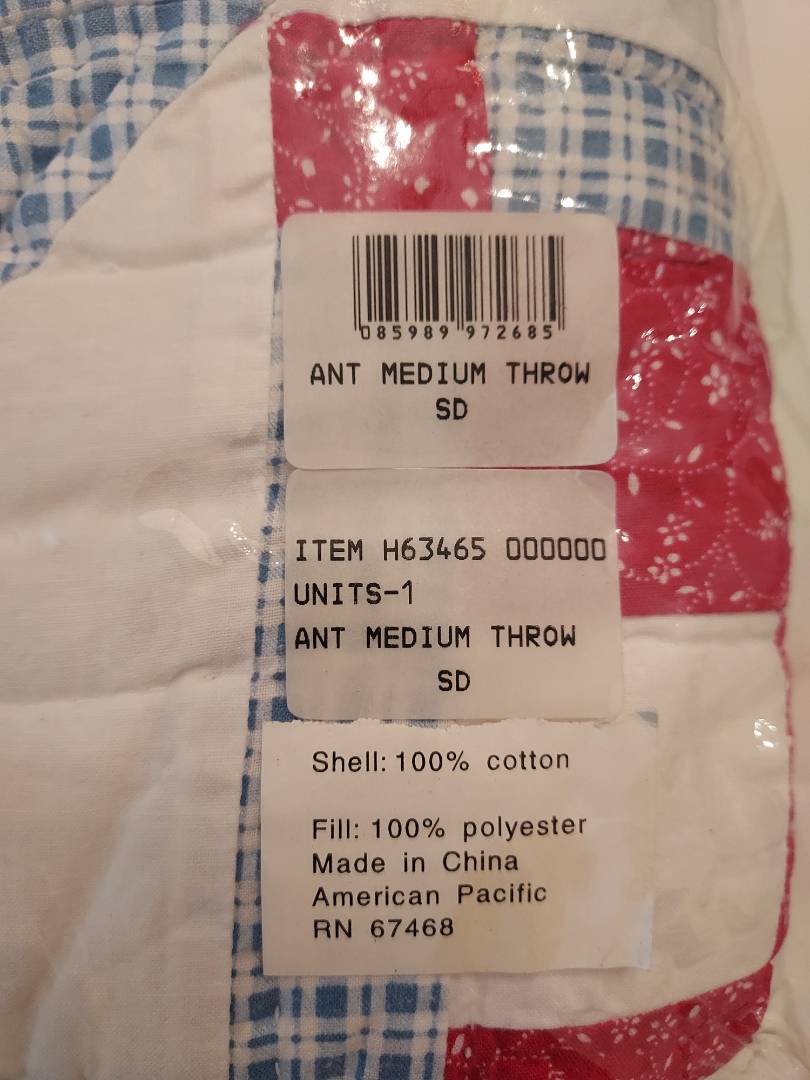 085989 972685
ANT MEDIUM THROW
SD
ITEM H63465 000000
UNITS-1
ANT MEDIUM THROW
SD
Shell: 100% cotton
Fill: 100% polyester
Made in China
American Pacific
RN 67468